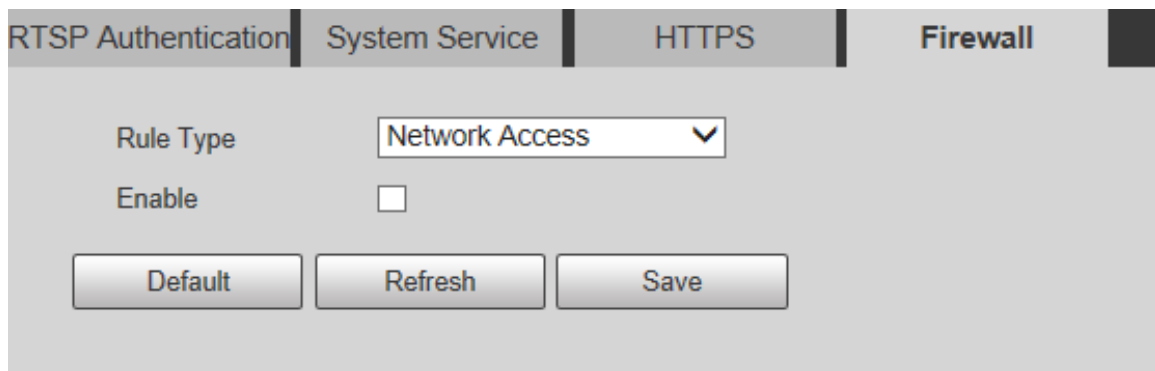 RTSP Authentication System Service HTTPS Firewall
Rule Type Network Access
Enable
Default Refresh Save